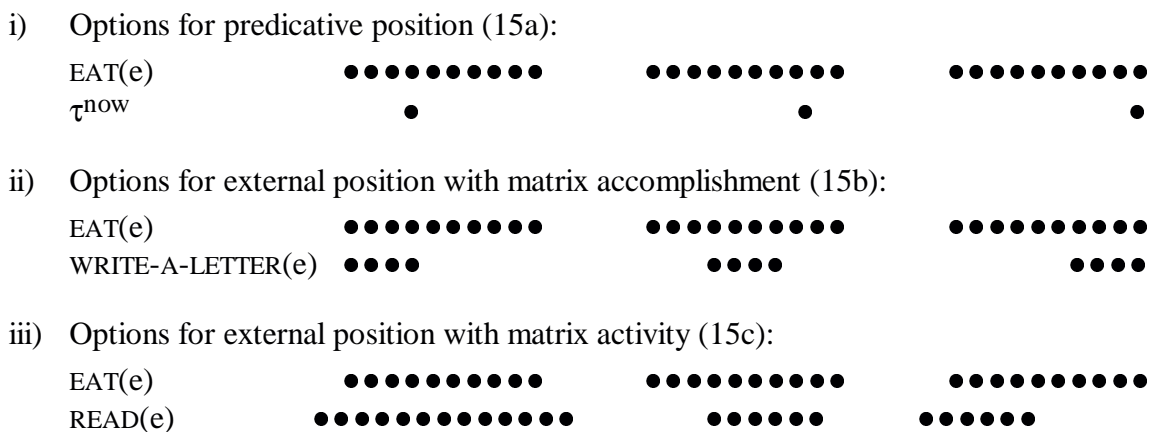 i) Options for predicative position (15a):
EAT(e)
τnow
ii) Options for external position with matrix accomplishment (15b):
EAT(e)
WRITE-A-LETTER(e)
iii) Options for external position with matrix activity (15c):
EAT(e)
READ(e)